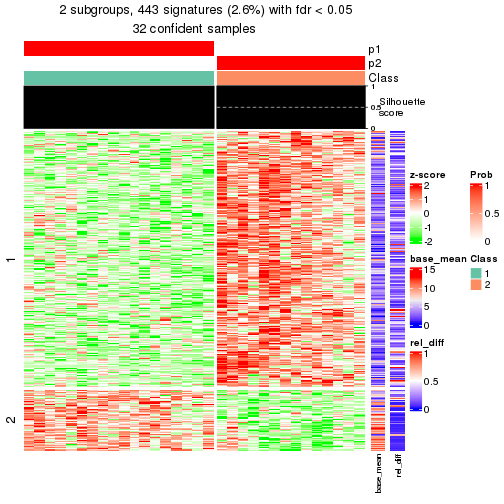 2 subgroups, 443 signatures (2.6%) with fdr < 0.05
32 confident samples
p1
p2
Class
1
0.5
0
Silhouette
score
1
2
z-score
2
1
0
-1
-2
Prob
1
0.5
0
base_mean
15
10
5
0
Class
1
2
rel_diff
1
0.5
0
base_mean
rel_diff